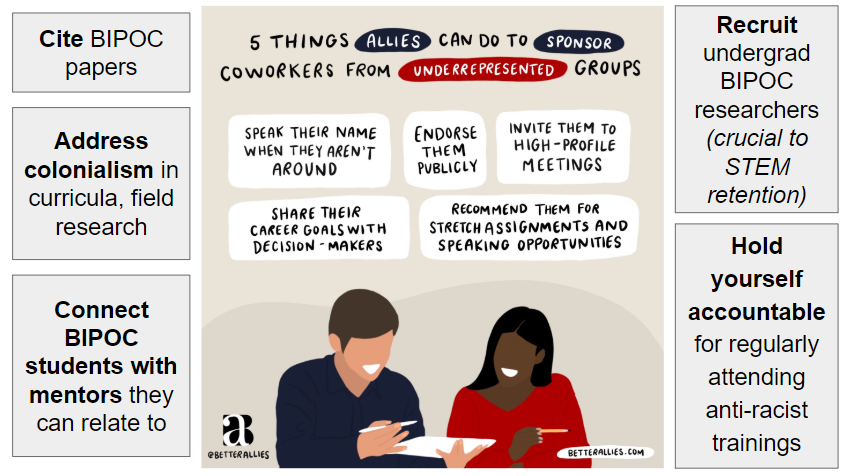 Cite BIPOC
papers
Address
colonialism in
curricula, field
research
Connect
BIPOC
students with
mentors they
can relate to
5 THINGS ALLIES CAN DO TO SPONSOR
COWORKERS FROM UNDERREPRESENTED GROUPS
SPEAK THEIR NAME
WHEN THEY AREN'T
AROUND
ENDORSE
THEM
PUBLICLY
INVITE THEM TO
HIGH-PROFILE
MEETINGS
SHARE THEIR
CAREER GOALS WITH
DECISION-MAKERS
RECOMMEND THEM FOR
STRETCH ASSIGNMENTS AND
SPEAKING OPPORTUNITIES
a
@BETTERALLIES
BETTERALLIES.COM
Recruit
undergrad
BIPOC
researchers
(crucial to
STEM
retention)
Hold
yourself
accountable
for regularly
attending
anti-racist
trainings